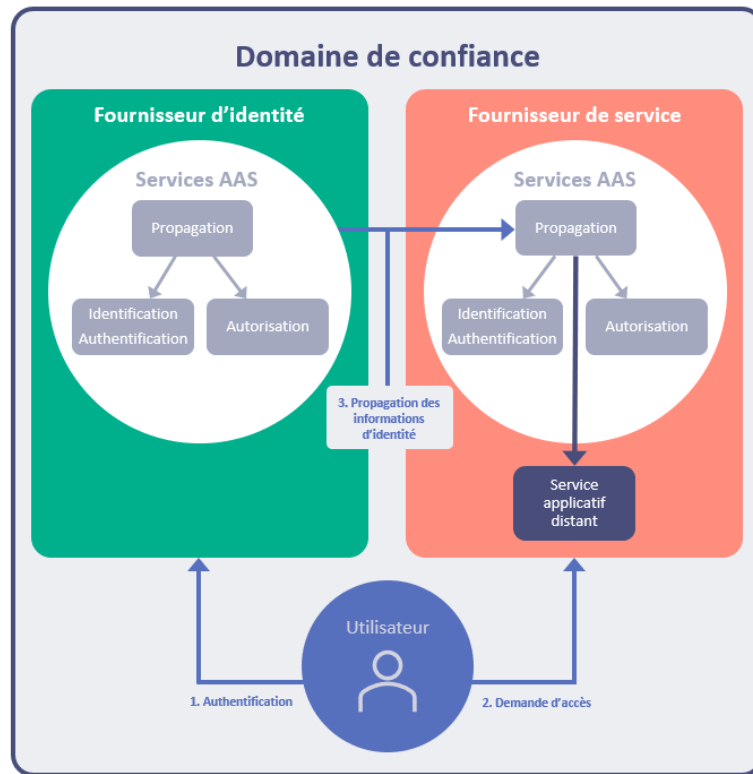 Domaine de confiance
Fournisseur d’identité
Services AAS
Propagation
Identification
Authentification
Autorisation
Fournisseur de service
Services AAS
Propagation
Identification
Authentification
Autorisation
3. Propagation des
informations
d’identité
Service
applicatif
distant
Utilisateur
1. Authentification
2. Demande d’accès